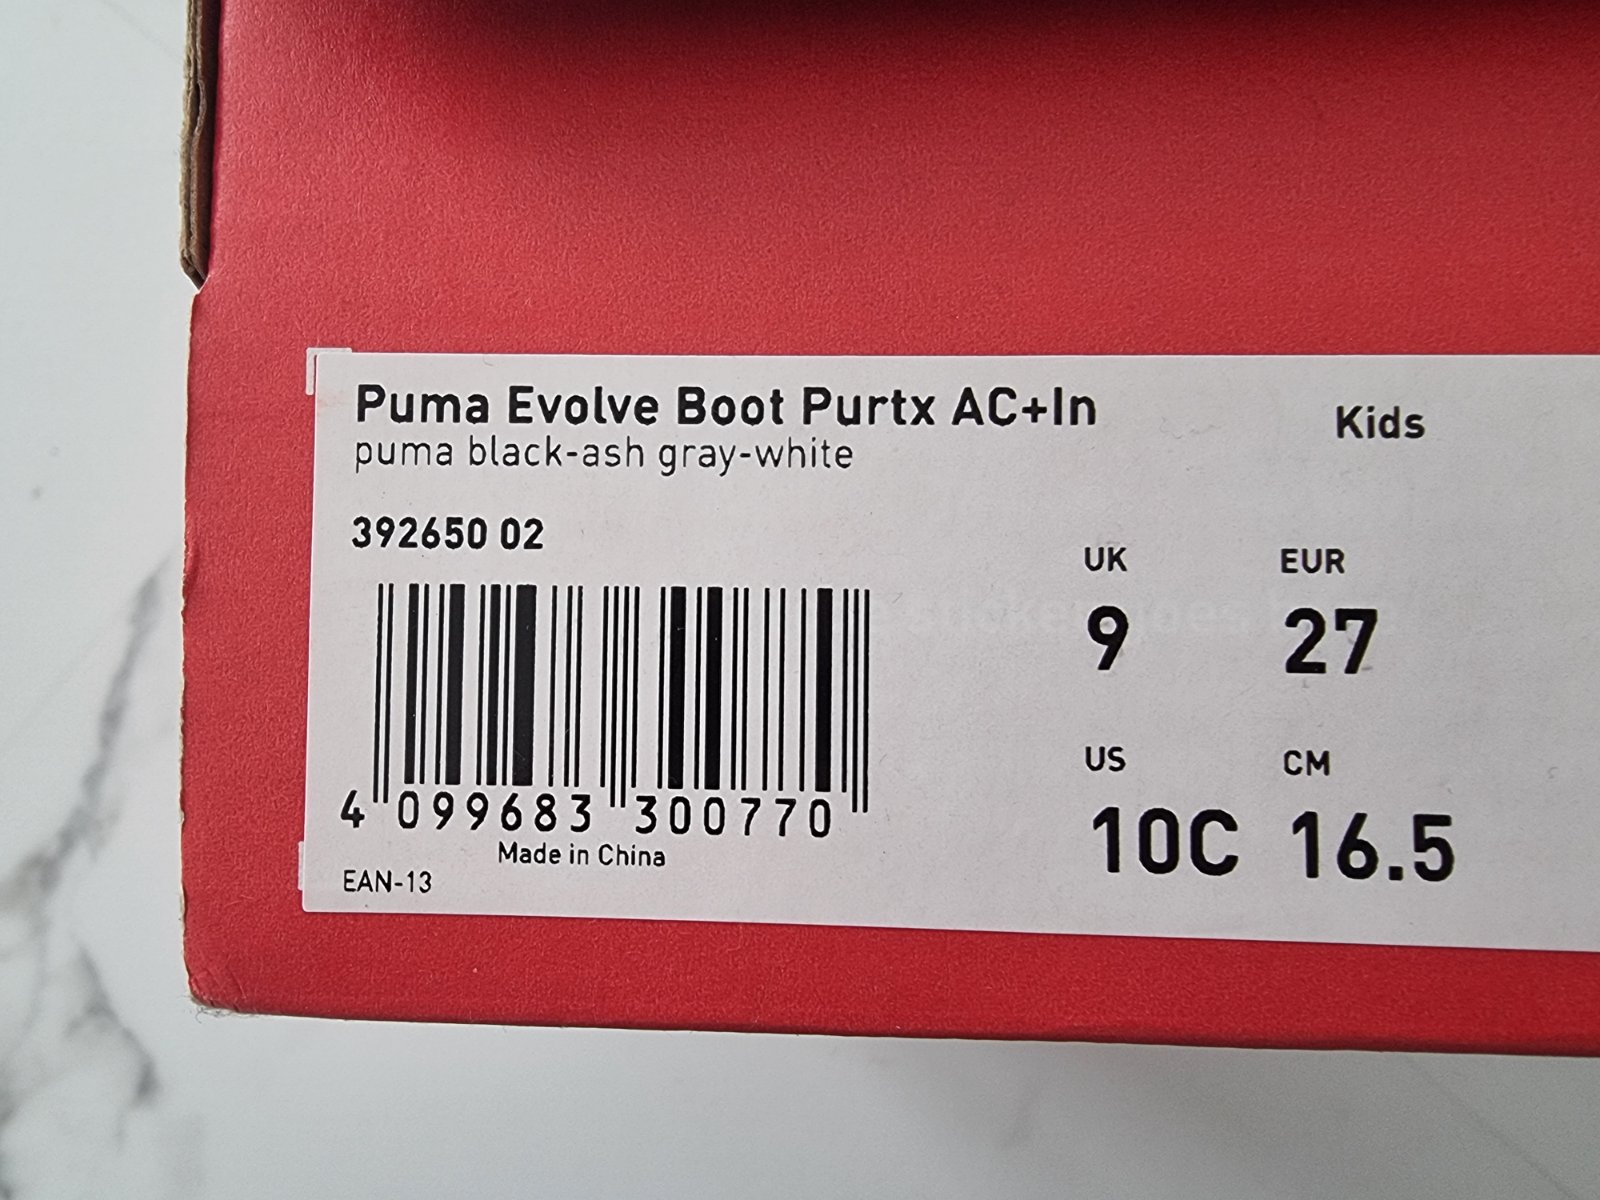 Puma Evolve Boot Purtx AC+In
Kids
puma black-ash gray-white
392650 02
UK
EUR
9
27
US
CM
10C
16.5
4 099683 300770
Made in China
EAN-13